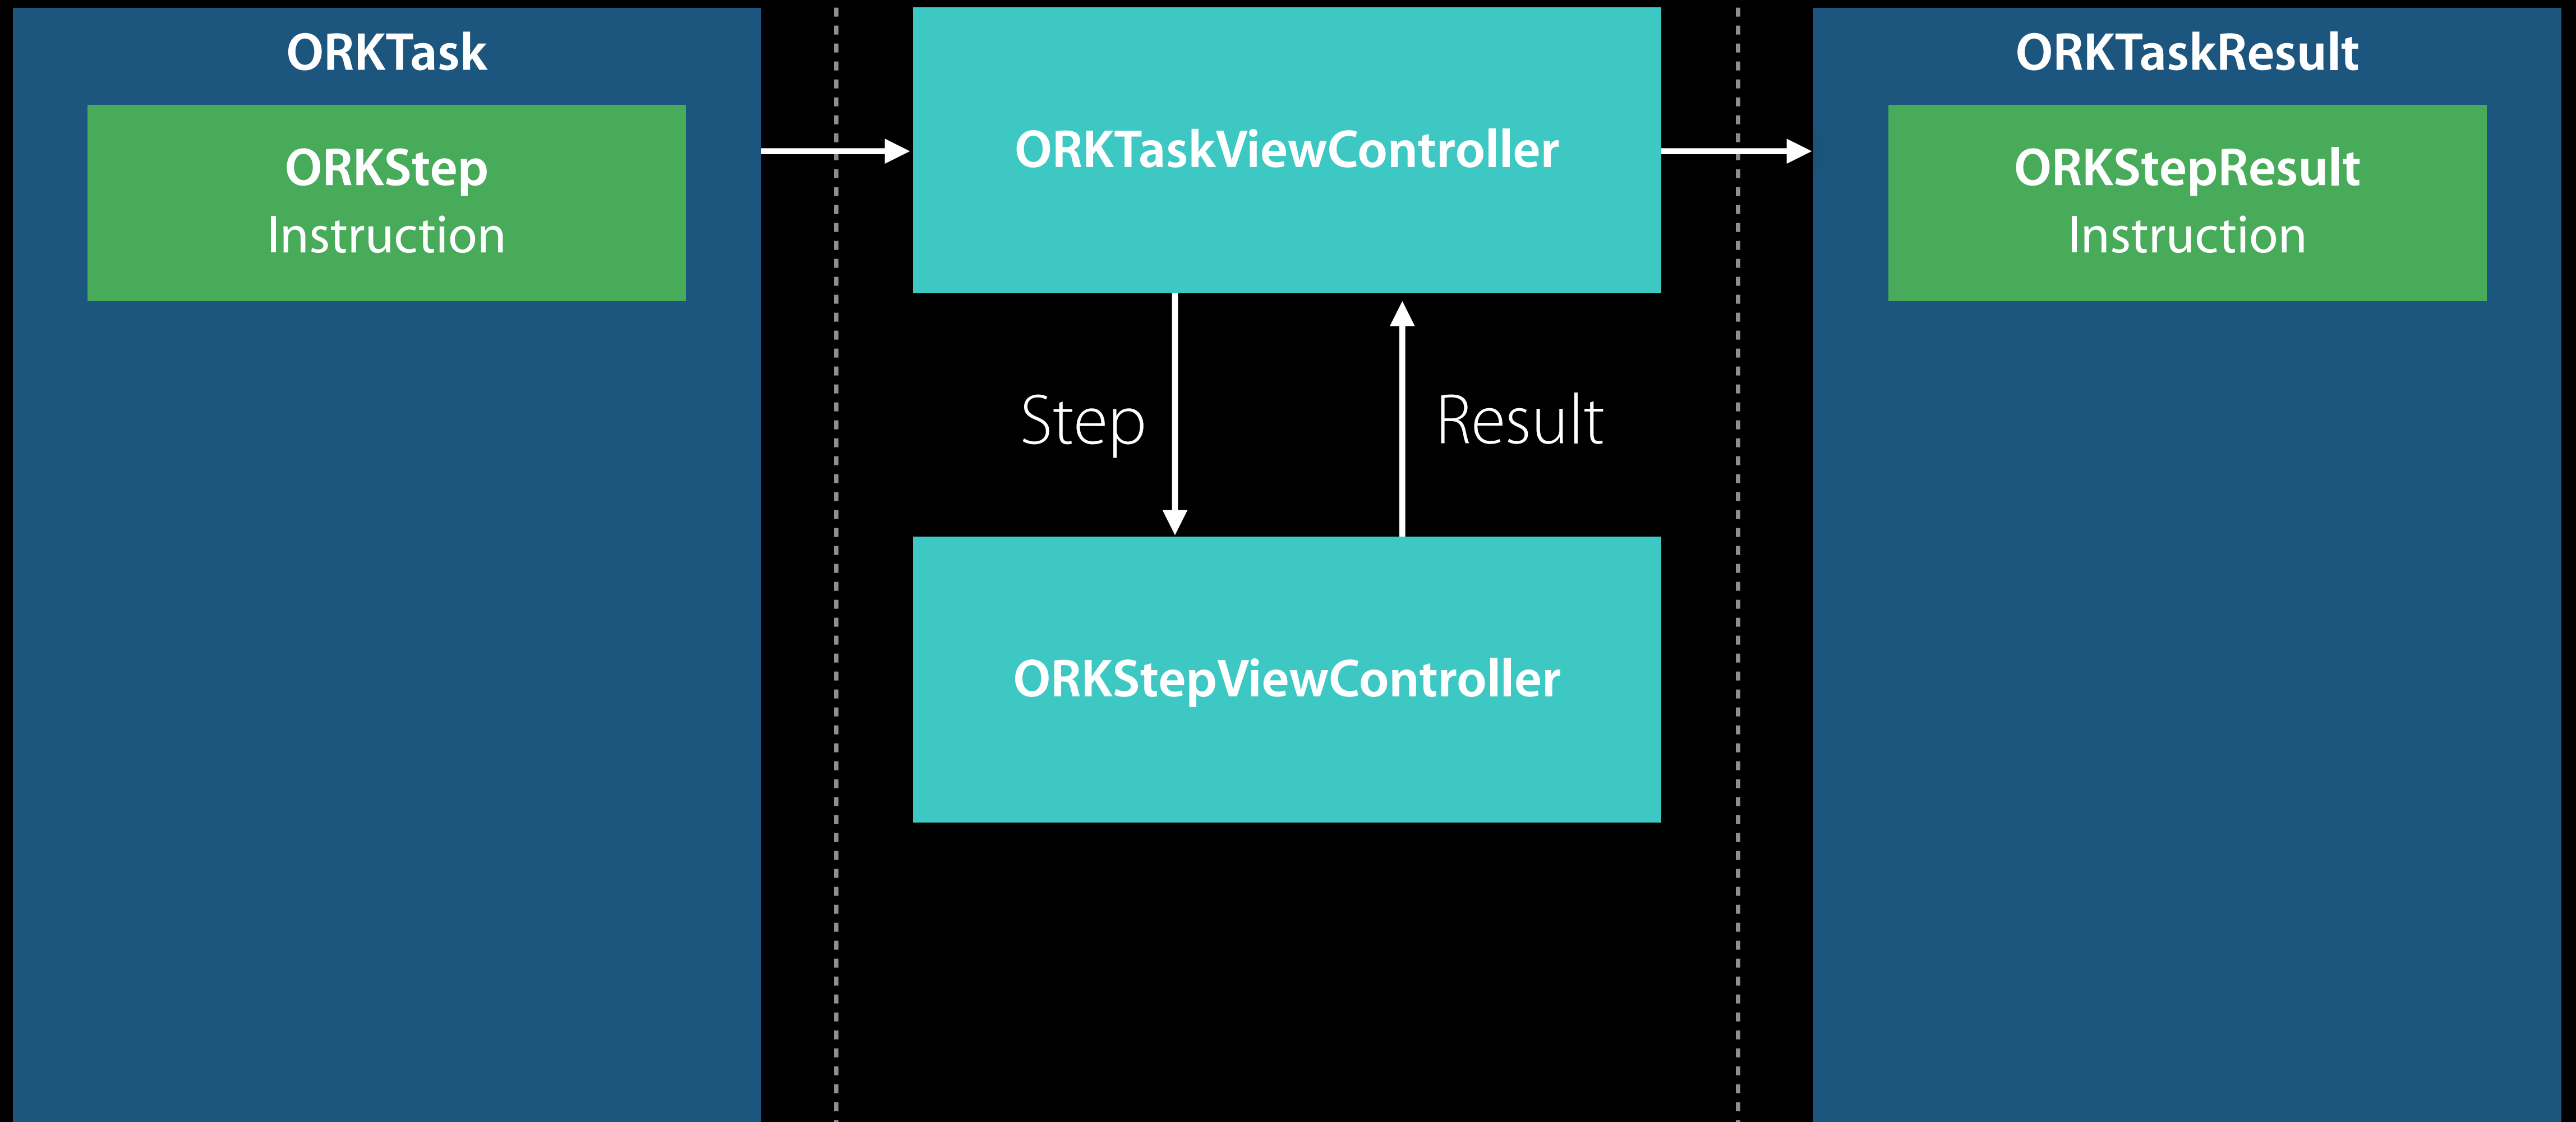 ORKTask
ORKStep
Instruction
ORKTaskViewController
Step
Result
ORKStepViewController
ORKTaskResult
ORKStepResult
Instruction